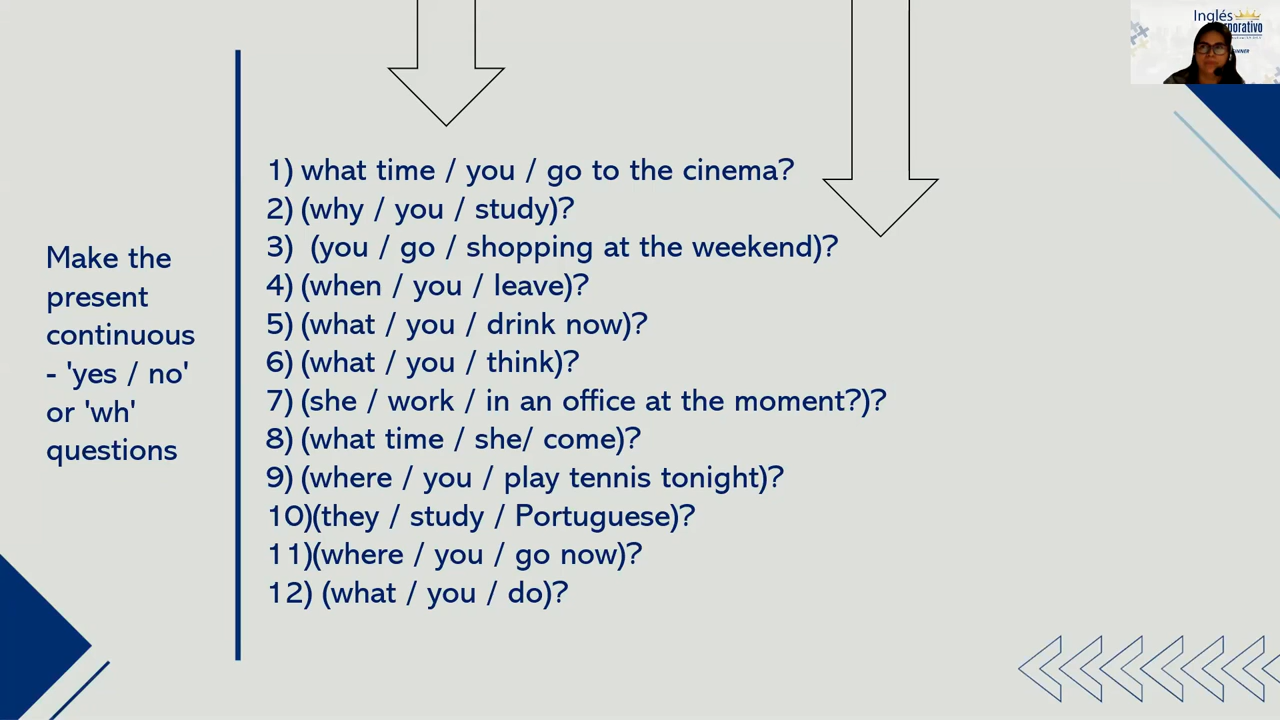 Inglés
Make the
present
continuous
- 'yes / no'
or 'wh'
questions
1) what time / you / go to the cinema?
2) (why / you / study)?
3) (you / go / shopping at the weekend)?
4) (when / you / leave)?
5) (what / you / drink now)?
6) (what / you / think)?
7) (she / work / in an office at the moment?)?
8) (what time / she/ come)?
9) (where / you / play tennis tonight)?
10)(they / study / Portuguese)?
11)(where / you / go now)?
12) (what / you / do)?